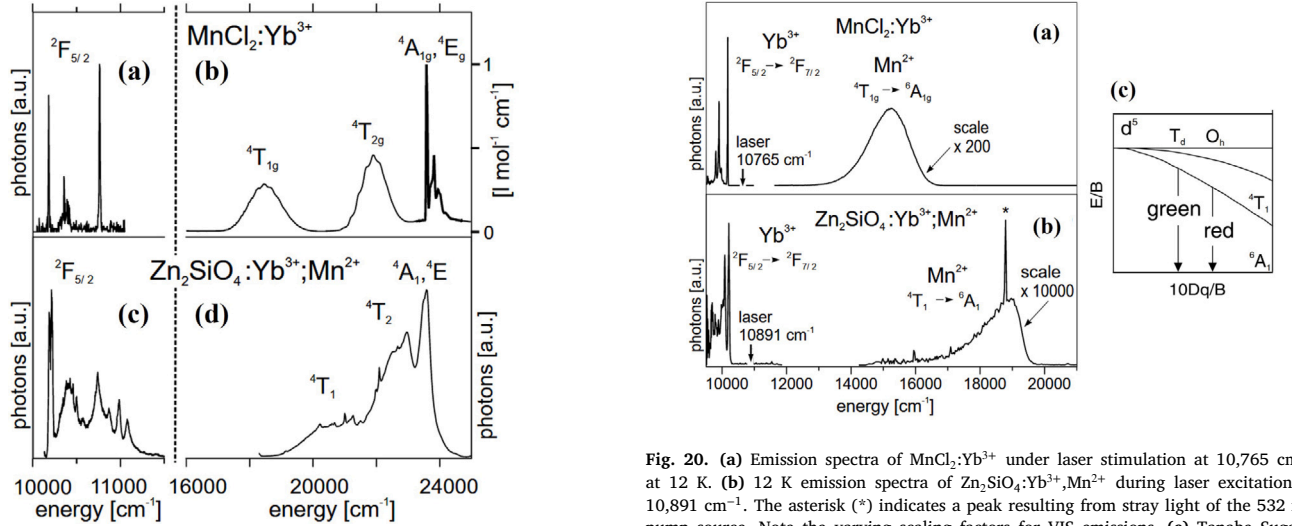 ²F₅/₂
MnCl₂:Yb³⁺
⁴A₁g,⁴Eg
(a)
(b)
1
photons [a.u.]
⁴T₁g
⁴T₂g
[l mol⁻¹ cm⁻¹]
0
²F₅/₂
Zn₂SiO₄:Yb³⁺;Mn²⁺
⁴A₁,⁴E
(c)
(d)
⁴T₂
⁴T₁
photons [a.u.]
photons [a.u.]
10000 11000 16000 18000 20000 22000 24000
energy [cm⁻¹]
energy [cm⁻¹]
MnCl₂:Yb³⁺
(a)
Yb³⁺
²F₅/₂→ ²F₇/₂
Mn²⁺
⁴T₁g → ⁶A₁g
photons [a.u.]
laser
10765 cm⁻¹
scale
x 200
Zn₂SiO₄:Yb³⁺;Mn²⁺
*
(b)
Yb³⁺
²F₅/₂→ ²F₇/₂
Mn²⁺
⁴T₁ → ⁶A₁
photons [a.u.]
laser
10891 cm⁻¹
scale
x 10000
10000 12000 14000 16000 18000 20000
energy [cm⁻¹]
(c)
d⁵
Td
Oh
E/B
⁴T₁
green
red
⁶A₁
10Dq/B
Fig. 20. (a) Emission spectra of MnCl₂:Yb³⁺ under laser stimulation at 10,765 cm
at 12 K. (b) 12 K emission spectra of Zn₂SiO₄:Yb³⁺,Mn²⁺ during laser excitation
10,891 cm⁻¹. The asterisk (*) indicates a peak resulting from stray light of the 532
pump source. Note the varying scaling factors for VIS emissions. (c)